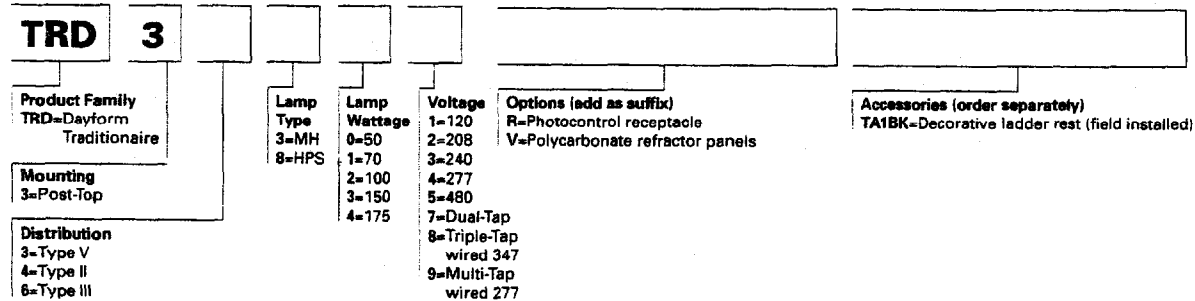 TRD 3
Product Family
TRD=Dayform
Traditionaire
Mounting
3=Post-Top
Distribution
3=Type V
4=Type II
6=Type III
Lamp
Type
3=MH
8=HPS
Lamp
Wattage
0=50
1=70
2=100
3=150
4=175
Voltage
1=120
2=208
3=240
4=277
5=480
7=Dual-Tap
8=Triple-Tap
wired 347
9=Multi-Tap
wired 277
Options (add as suffix)
R=Photocontrol receptacle
V=Polycarbonate refractor panels
Accessories (order separately)
TA1BK=Decorative ladder rest (field installed)